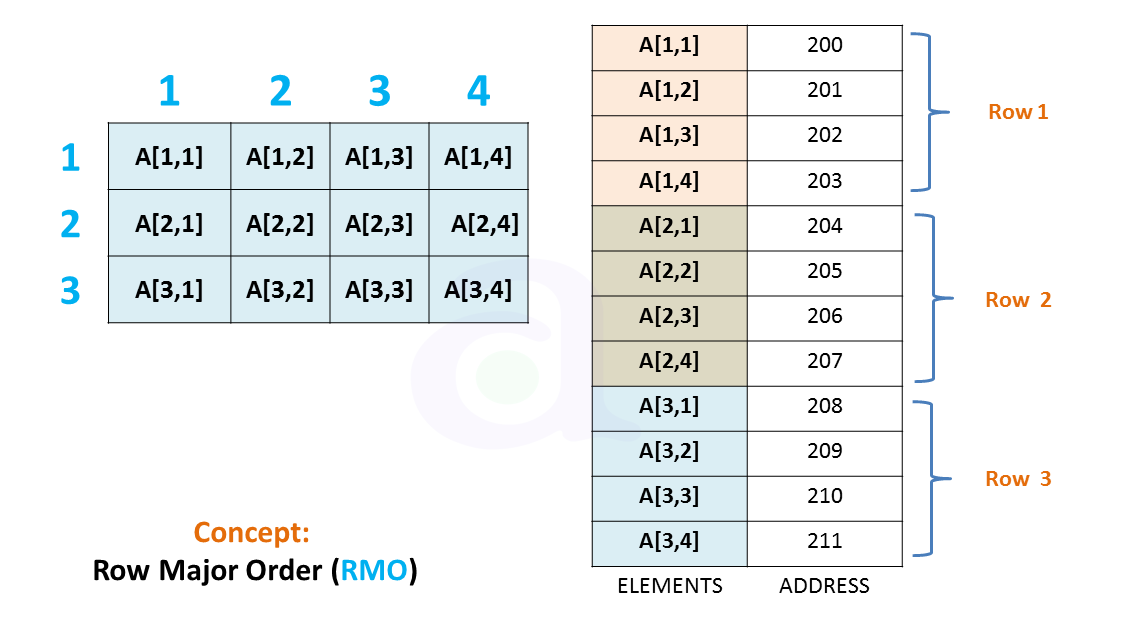 1 2 3 4
1 A[1,1] A[1,2] A[1,3] A[1,4]
2 A[2,1] A[2,2] A[2,3] A[2,4]
3 A[3,1] A[3,2] A[3,3] A[3,4]
Concept:
Row Major Order (RMO)
A[1,1] 200
A[1,2] 201
A[1,3] 202
A[1,4] 203
Row 1
A[2,1] 204
A[2,2] 205
A[2,3] 206
A[2,4] 207
Row 2
A[3,1] 208
A[3,2] 209
A[3,3] 210
A[3,4] 211
Row 3
ELEMENTS ADDRESS